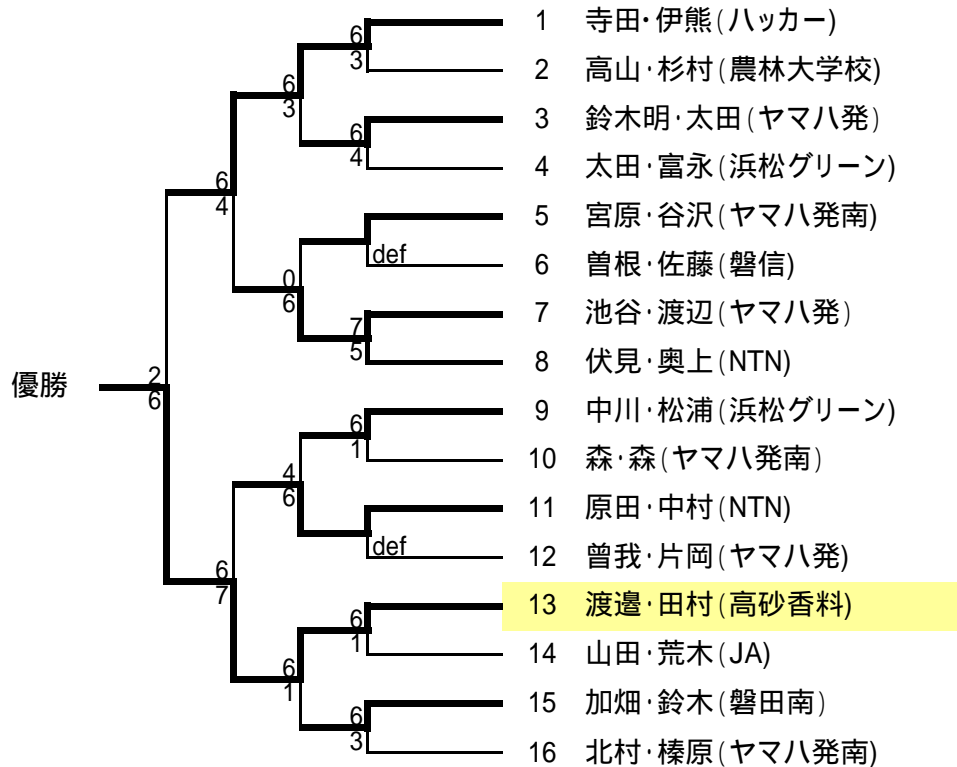 1 寺田・伊熊(ハッカー)
6
3
2 高山・杉村(農林大学校)
6
3
3 鈴木明・太田(ヤマハ発)
6
4
4 太田・富永(浜松グリーン)
6
4
5 宮原・谷沢(ヤマハ発南)
def
6 曽根・佐藤(磐信)
0
6
7 池谷・渡辺(ヤマハ発)
7
5
8 伏見・奥上(NTN)
優勝
2
6
9 中川・松浦(浜松グリーン)
6
1
10 森・森(ヤマハ発南)
4
6
11 原田・中村(NTN)
def
12 曾我・片岡(ヤマハ発)
6
7
13 渡邉・田村(高砂香料)
6
1
14 山田・荒木(JA)
6
1
15 加畑・鈴木(磐田南)
6
3
16 北村・榛原(ヤマハ発南)